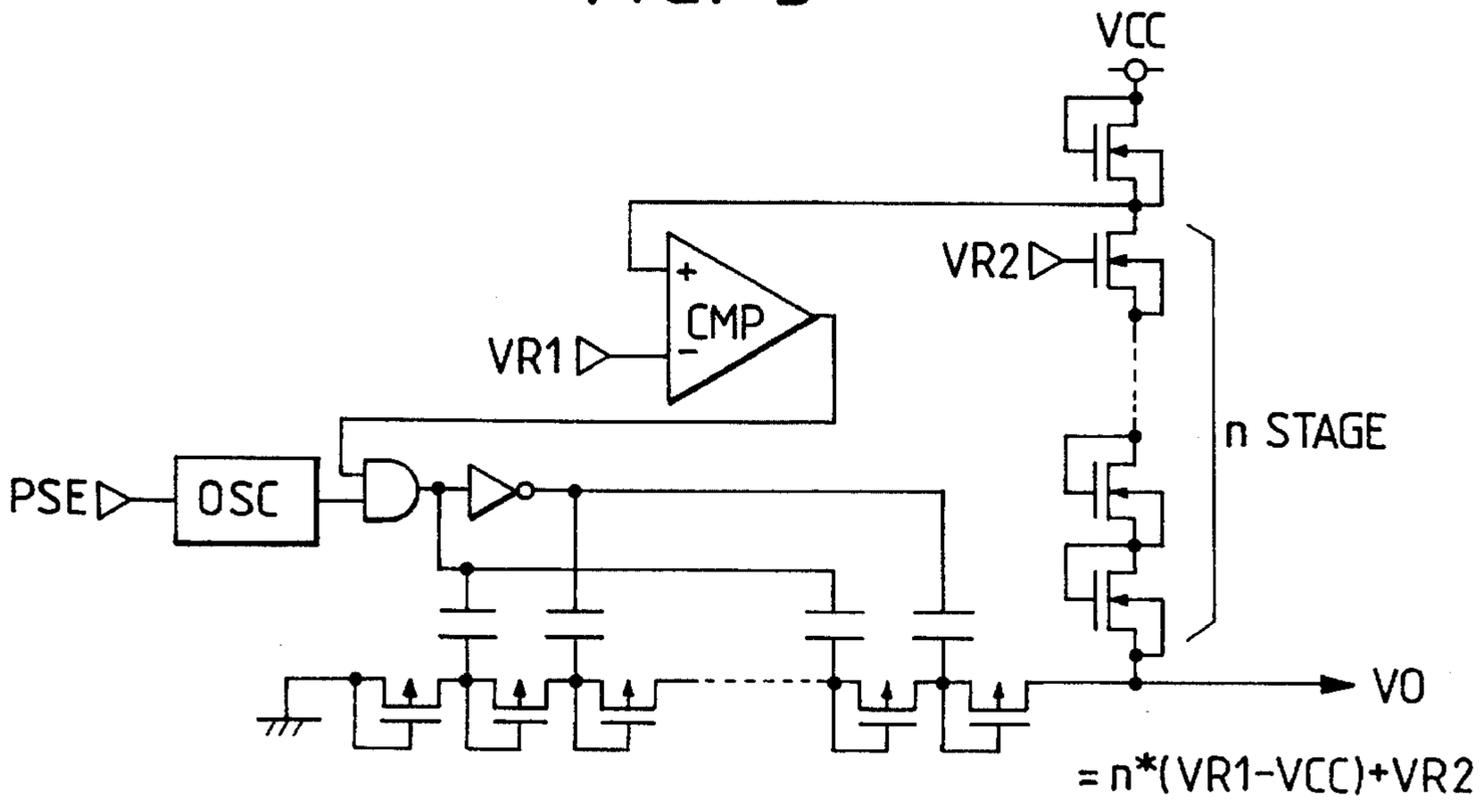 VCC
VR2
+
CMP
VR1
−
n STAGE
PSE
OSC
VO
= n*(VR1-VCC)+VR2